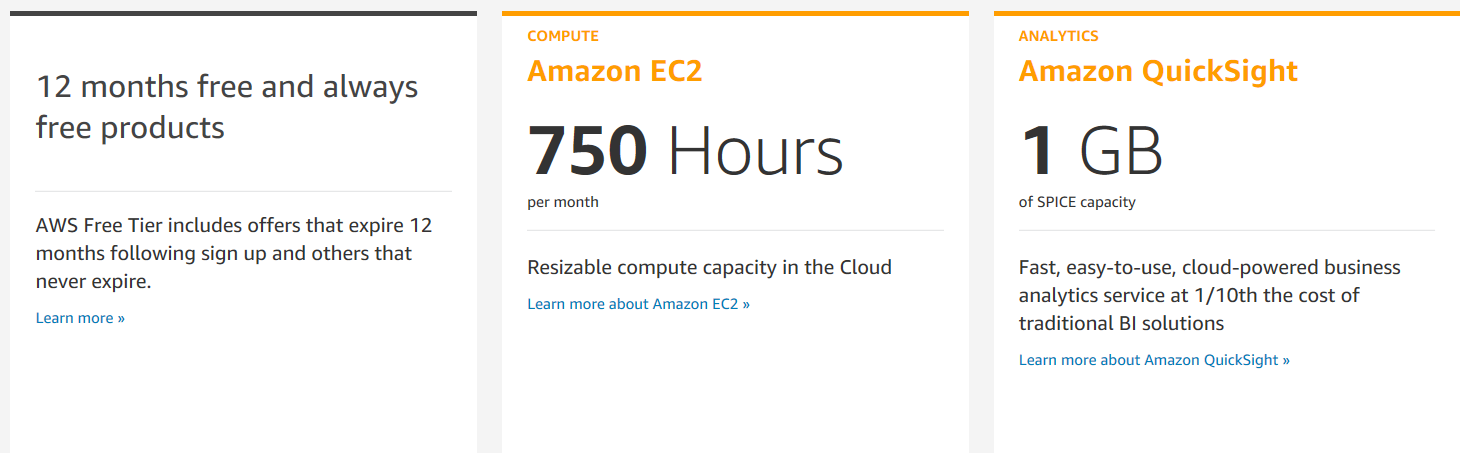 12 months free and always
free products
AWS Free Tier includes offers that expire 12
months following sign up and others that
never expire.
Learn more »
COMPUTE
Amazon EC2
750 Hours
per month
Resizable compute capacity in the Cloud
Learn more about Amazon EC2 »
ANALYTICS
Amazon QuickSight
1 GB
of SPICE capacity
Fast, easy-to-use, cloud-powered business
analytics service at 1/10th the cost of
traditional BI solutions
Learn more about Amazon QuickSight »